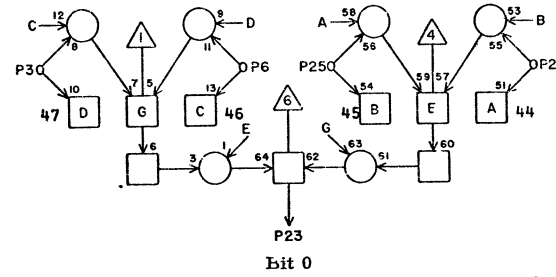 C 12 1 9 D A 58 4 53 B
8 11 56 55
P3 P6 P25 P2
10 7 5 13 54 59 57 51
47 D G C 46 6 45 B E A 44
6 E G 60
3 1 64 62 63 61
P23
Bit 0